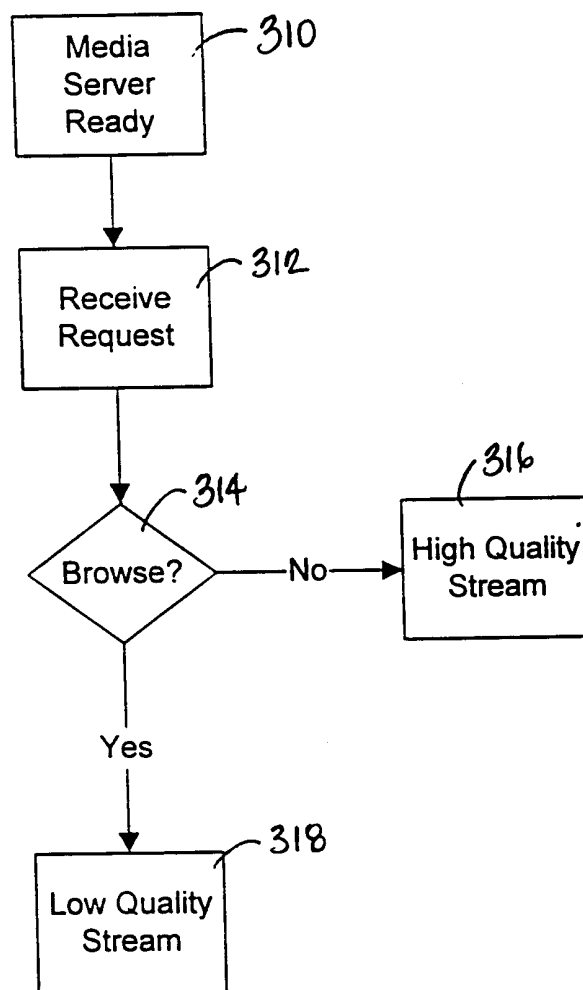 Media
Server
Ready
310
Receive
Request
312
Browse?
314
No
High Quality
Stream
316
Yes
Low Quality
Stream
318